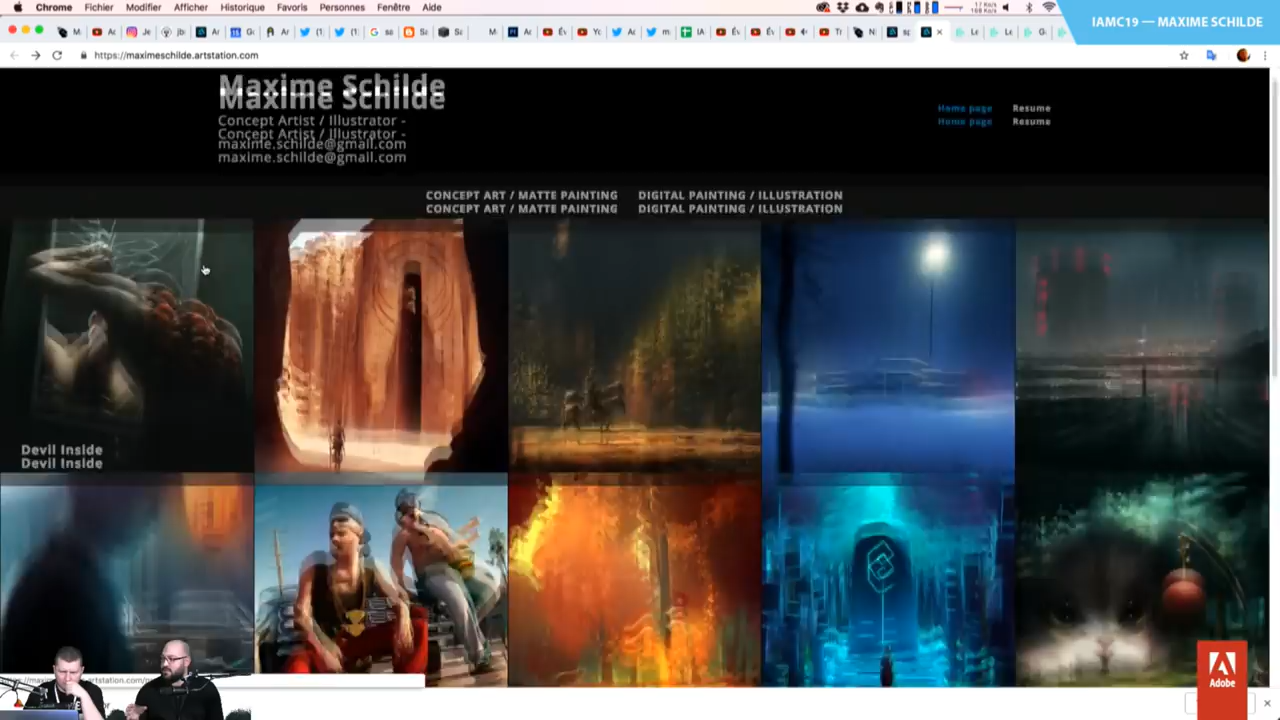 Chrome Fichier Modifier Afficher Historique Favoris Personnes Fenêtre Aide
IAMC19 — MAXIME SCHILDE
https://maximeschilde.artstation.com
Maxime Schilde
Maxime Schilde
Concept Artist / Illustrator -
Concept Artist / Illustrator -
maxime.schilde@gmail.com
maxime.schilde@gmail.com
Home page Resume
Home page Resume
CONCEPT ART / MATTE PAINTING DIGITAL PAINTING / ILLUSTRATION
CONCEPT ART / MATTE PAINTING DIGITAL PAINTING / ILLUSTRATION
Devil Inside
Devil Inside
Adobe